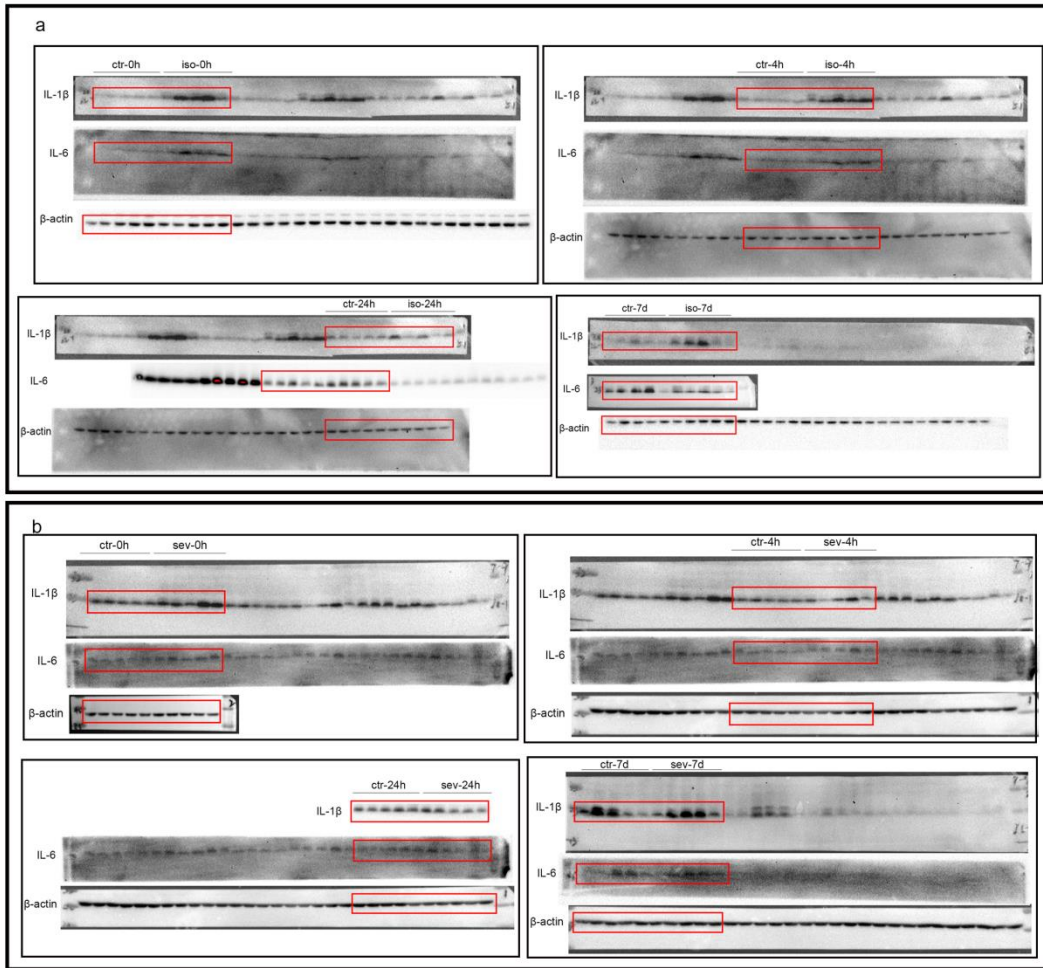 a
ctr-0h iso-0h
IL-1β
IL-6
β-actin
ctr-4h iso-4h
IL-1β
IL-6
β-actin
ctr-24h iso-24h
IL-1β
IL-6
β-actin
ctr-7d iso-7d
IL-1β
IL-6
β-actin
b
ctr-0h sev-0h
IL-1β
IL-6
β-actin
ctr-4h sev-4h
IL-1β
IL-6
β-actin
ctr-24h sev-24h
IL-1β
IL-6
β-actin
ctr-7d sev-7d
IL-1β
IL-6
β-actin